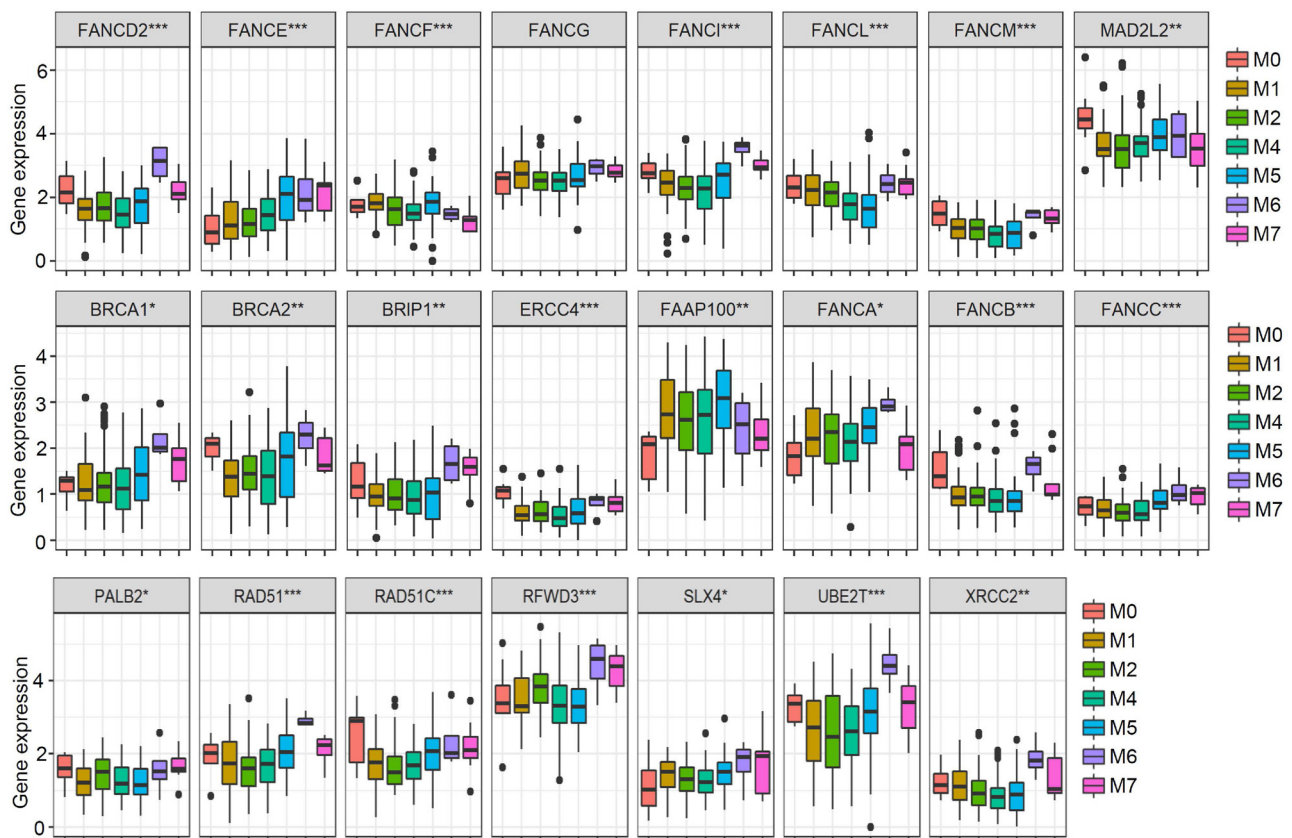 FANCD2*** FANCE*** FANCF*** FANCG FANCI*** FANCL*** FANCM*** MAD2L2**
Gene expression
6
4
2
0
M0
M1
M2
M4
M5
M6
M7
BRCA1* BRCA2** BRIP1** ERCC4*** FAAP100** FANCA* FANCB*** FANCC***
Gene expression
4
3
2
1
0
M0
M1
M2
M4
M5
M6
M7
PALB2* RAD51*** RAD51C*** RFWD3*** SLX4* UBE2T*** XRCC2**
Gene expression
4
2
0
M0
M1
M2
M4
M5
M6
M7